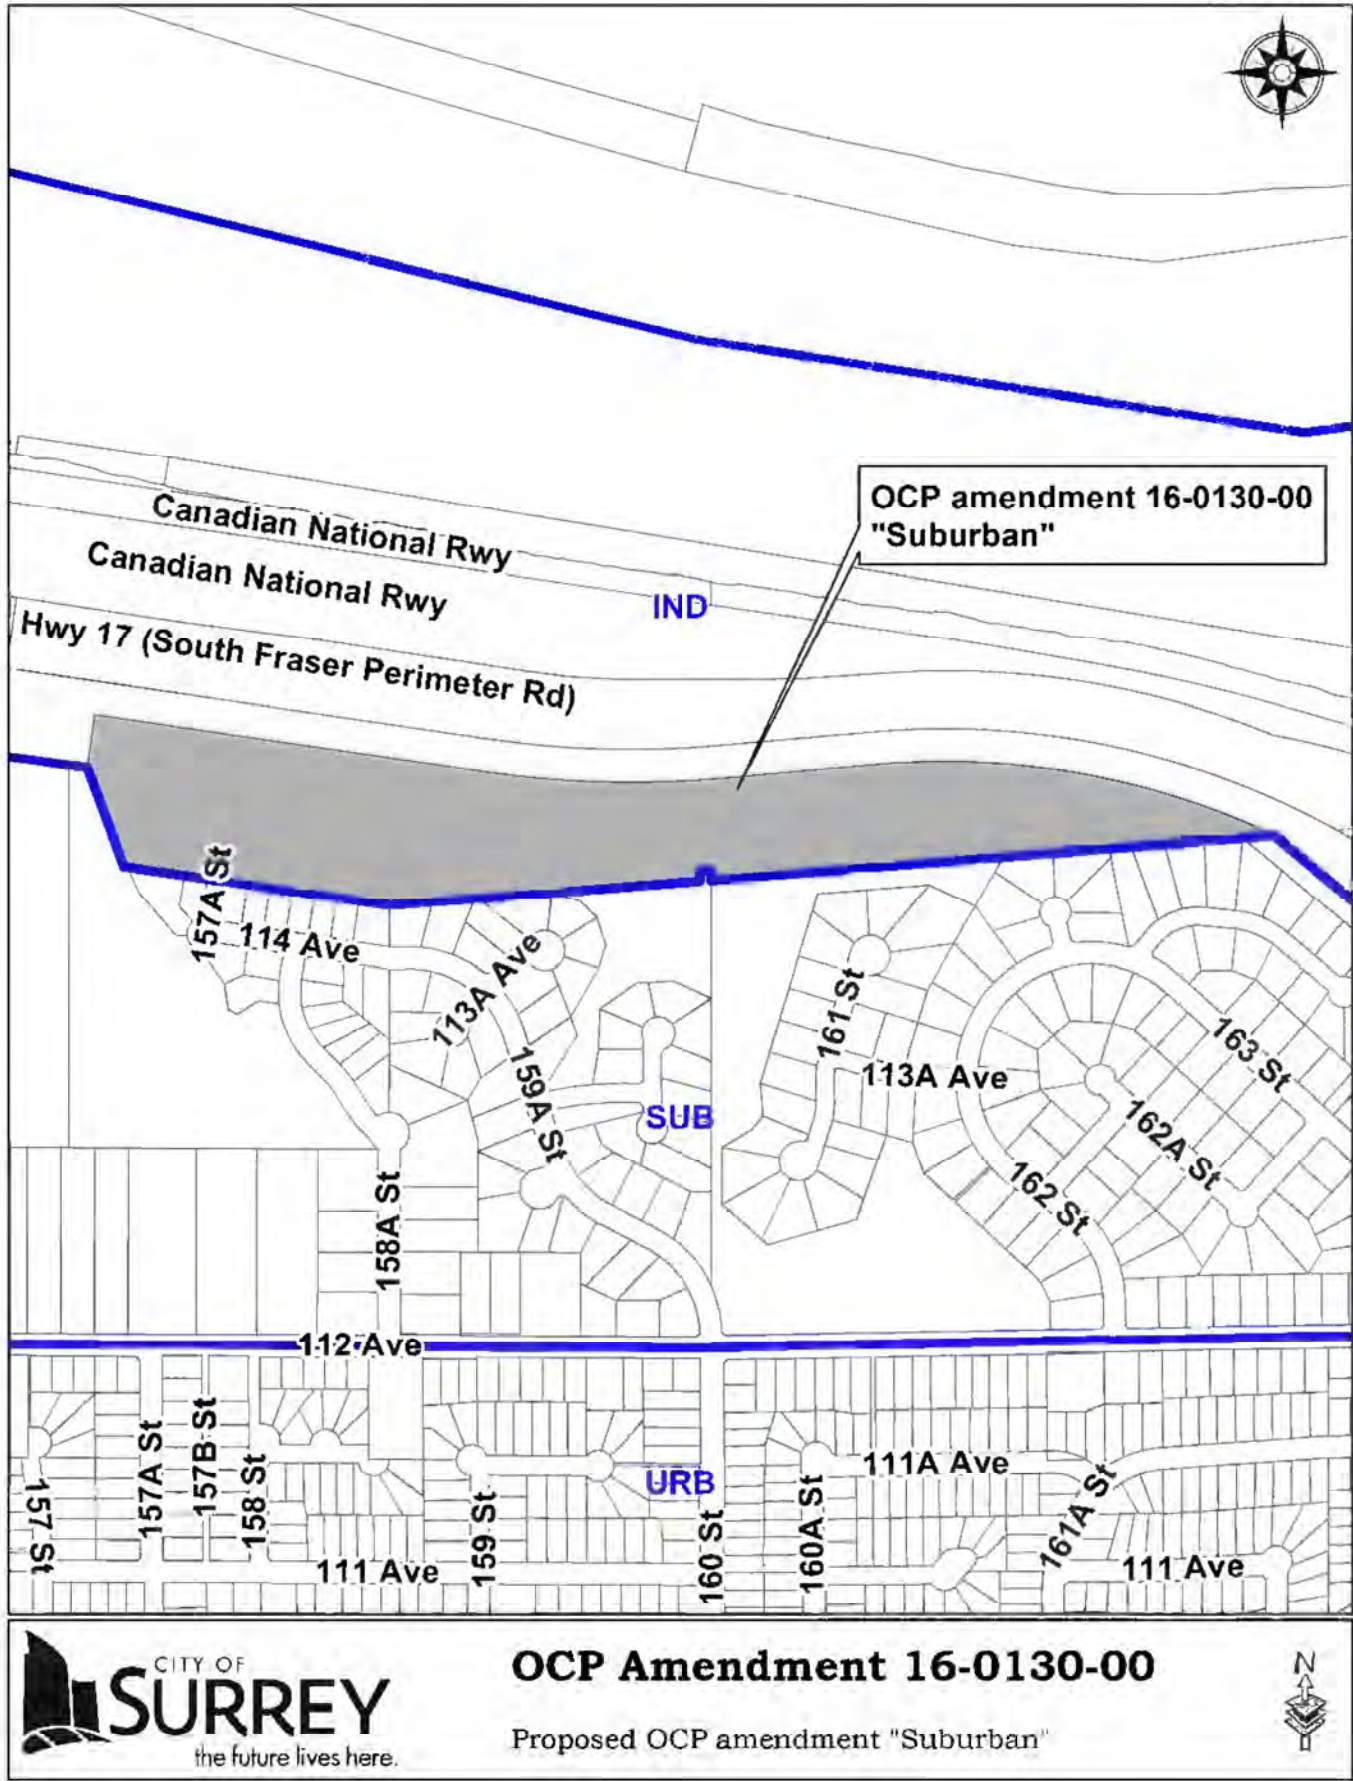 OCP amendment 16-0130-00
"Suburban"
Canadian National Rwy
Canadian National Rwy
IND
Hwy 17 (South Fraser Perimeter Rd)
157A St
114 Ave
113A Ave
159A St
161 St
113A Ave
163 St
162A St
162 St
SUB
158A St
112 Ave
157 St
157A St
157B St
158 St
111 Ave
159 St
URB
160 St
160A St
111A Ave
161A St
111 Ave
CITY OF
SURREY
the future lives here.
OCP Amendment 16-0130-00
Proposed OCP amendment "Suburban"
N